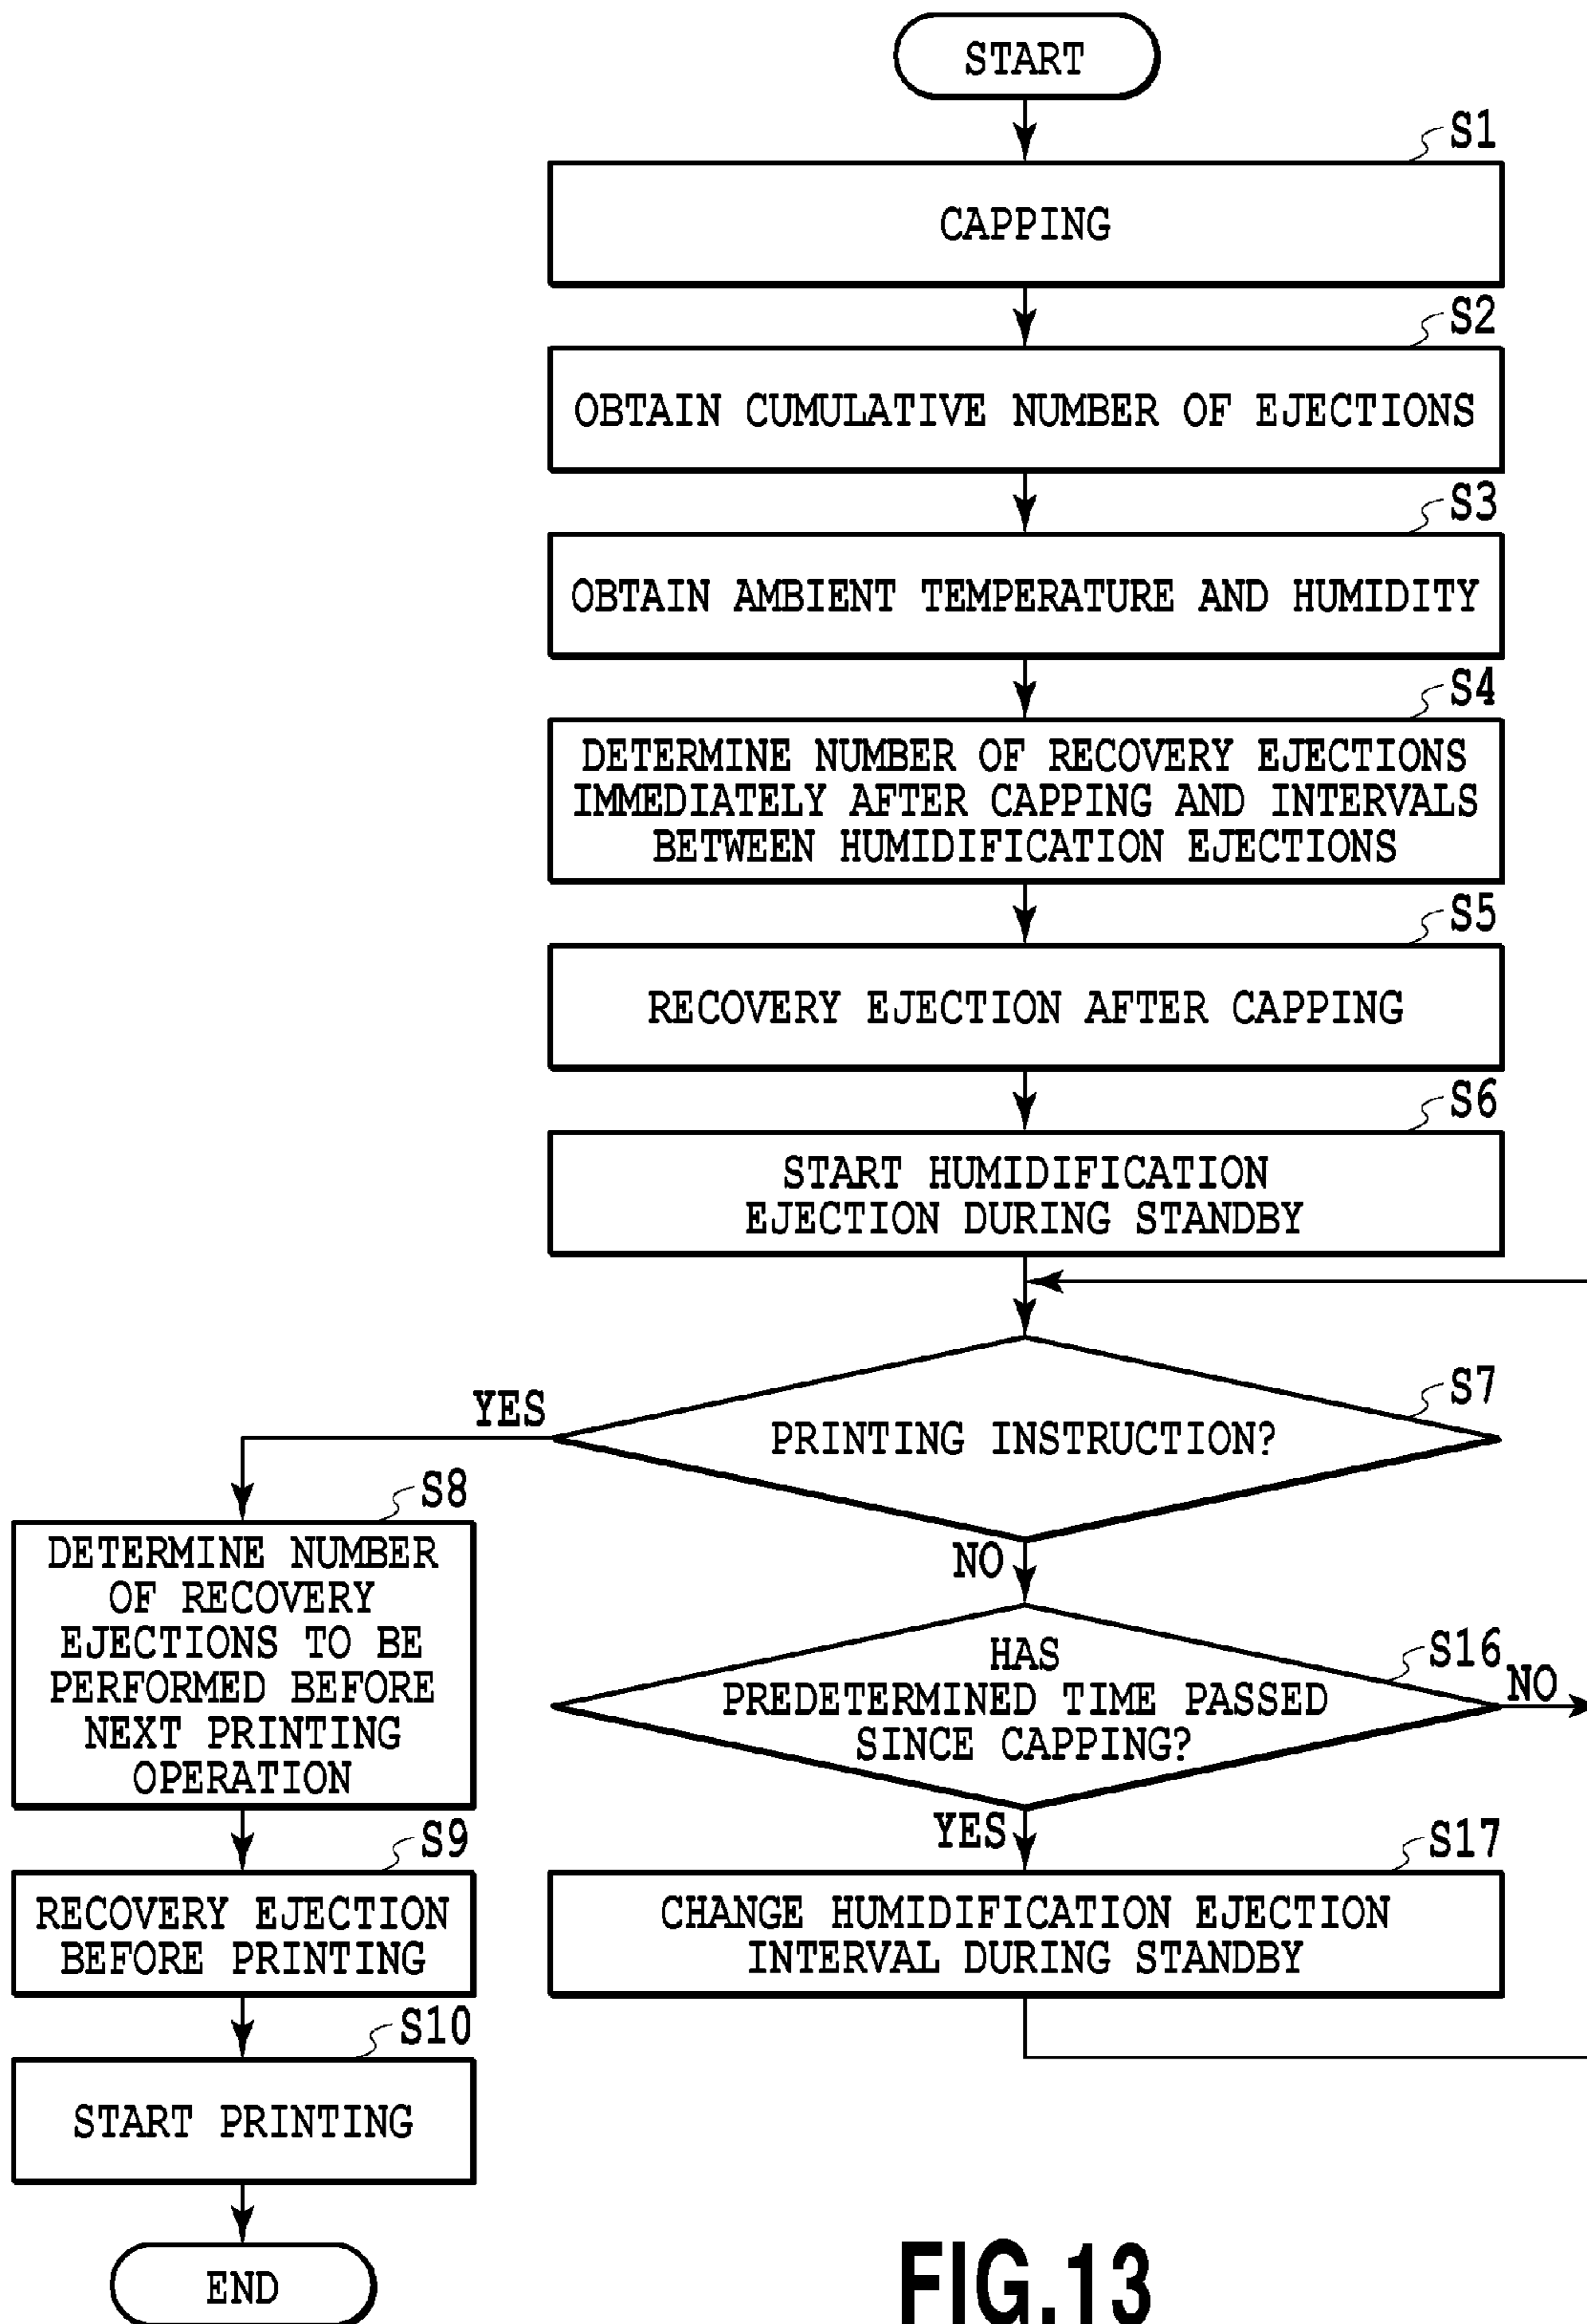 START
S1
CAPPING
S2
OBTAIN CUMULATIVE NUMBER OF EJECTIONS
S3
OBTAIN AMBIENT TEMPERATURE AND HUMIDITY
S4
DETERMINE NUMBER OF RECOVERY EJECTIONS
IMMEDIATELY AFTER CAPPING AND INTERVALS
BETWEEN HUMIDIFICATION EJECTIONS
S5
RECOVERY EJECTION AFTER CAPPING
S6
START HUMIDIFICATION
EJECTION DURING STANDBY
S7
PRINTING INSTRUCTION?
YES
NO
S8
DETERMINE NUMBER
OF RECOVERY
EJECTIONS TO BE
PERFORMED BEFORE
NEXT PRINTING
OPERATION
S9
RECOVERY EJECTION
BEFORE PRINTING
S10
START PRINTING
END
S16
HAS
PREDETERMINED TIME PASSED
SINCE CAPPING?
NO
YES
S17
CHANGE HUMIDIFICATION EJECTION
INTERVAL DURING STANDBY
FIG.13